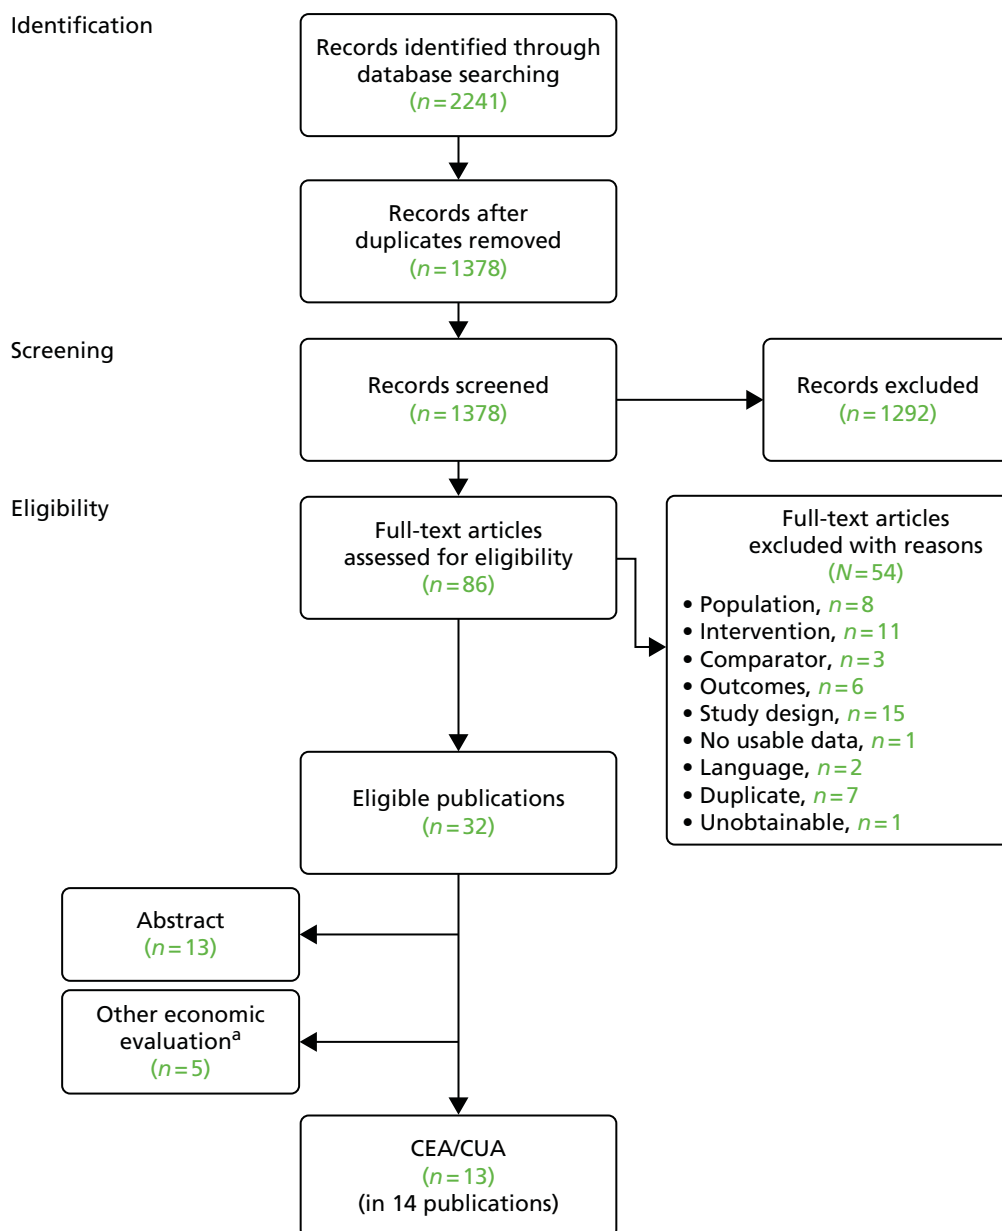 Identification
Records identified through
database searching
(n=2241)
Records after
duplicates removed
(n=1378)
Screening
Records screened
(n=1378)
Records excluded
(n=1292)
Eligibility
Full-text articles
assessed for eligibility
(n=86)
Full-text articles
excluded with reasons
(N=54)
• Population, n=8
• Intervention, n=11
• Comparator, n=3
• Outcomes, n=6
• Study design, n=15
• No usable data, n=1
• Language, n=2
• Duplicate, n=7
• Unobtainable, n=1
Eligible publications
(n=32)
Abstract
(n=13)
Other economic
evaluationa
(n=5)
CEA/CUA
(n=13)
(in 14 publications)